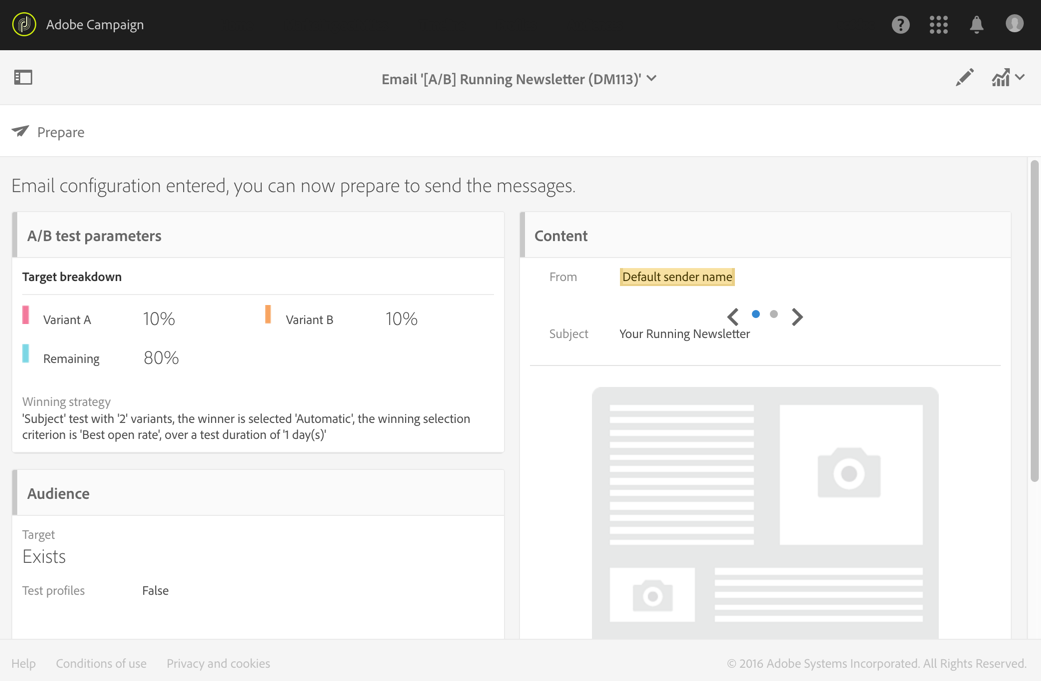 Adobe Campaign
Email '[A/B] Running Newsletter (DM113)'
Prepare
Email configuration entered, you can now prepare to send the messages.
A/B test parameters
Target breakdown
Variant A 10% Variant B 10%
Remaining 80%
Winning strategy
'Subject' test with '2' variants, the winner is selected 'Automatic', the winning selection
criterion is 'Best open rate', over a test duration of '1 day(s)'
Audience
Target
Exists
Test profiles False
Content
From Default sender name
Subject Your Running Newsletter
Help Conditions of use Privacy and cookies © 2016 Adobe Systems Incorporated. All Rights Reserved.